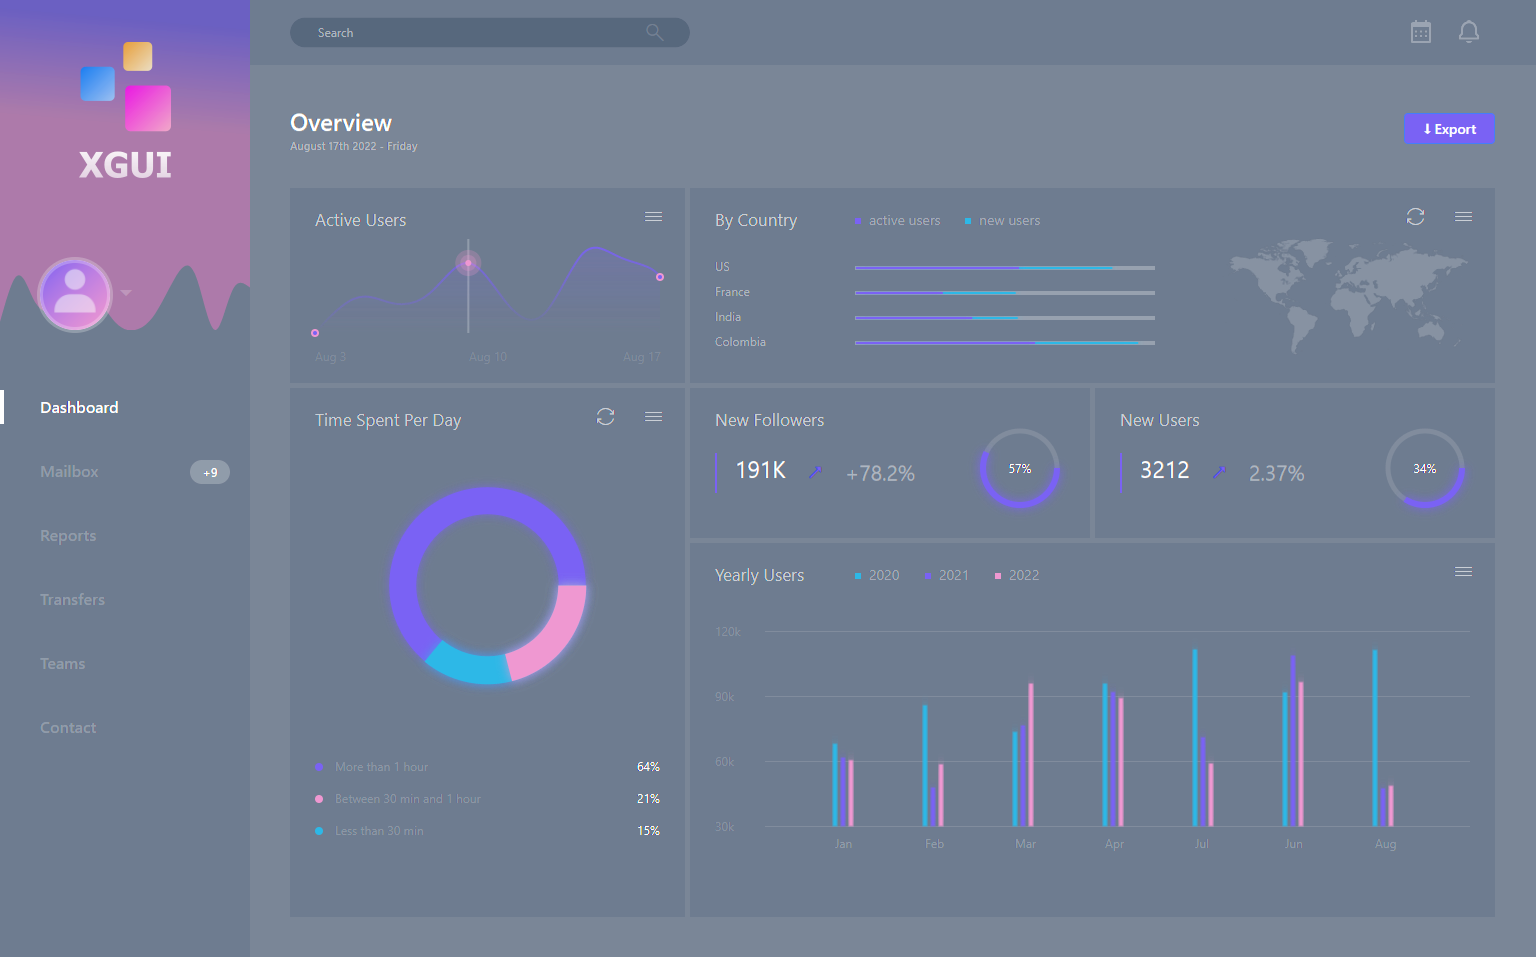 XGUI
Search
Overview
August 17th 2022 - Friday
Export
Dashboard
Mailbox
+9
Reports
Transfers
Teams
Contact
Active Users
Aug 3
Aug 10
Aug 17
By Country
active users
new users
US
France
India
Colombia
Time Spent Per Day
More than 1 hour
64%
Between 30 min and 1 hour
21%
Less than 30 min
15%
New Followers
191K
+78.2%
57%
New Users
3212
2.37%
34%
Yearly Users
2020
2021
2022
120k
90k
60k
30k
Jan
Feb
Mar
Apr
Jul
Jun
Aug